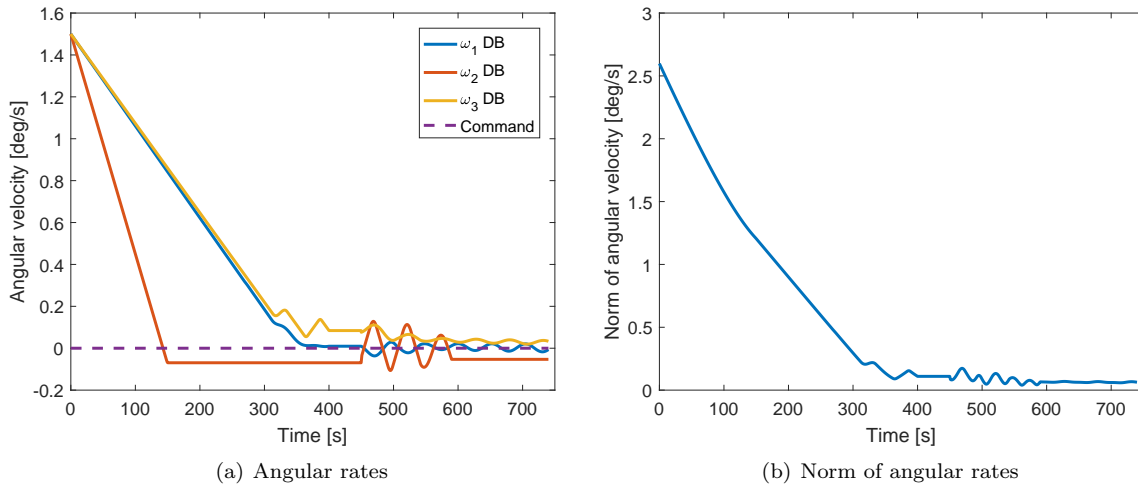 1.6
1.4
1.2
1
0.8
0.6
0.4
0.2
0
-0.2
Angular velocity [deg/s]
0 100 200 300 400 500 600 700
Time [s]
ω₁ DB
ω₂ DB
ω₃ DB
Command
(a) Angular rates
2.5
2
1.5
1
0.5
0
Norm of angular velocity [deg/s]
0 100 200 300 400 500 600 700
Time [s]
(b) Norm of angular rates